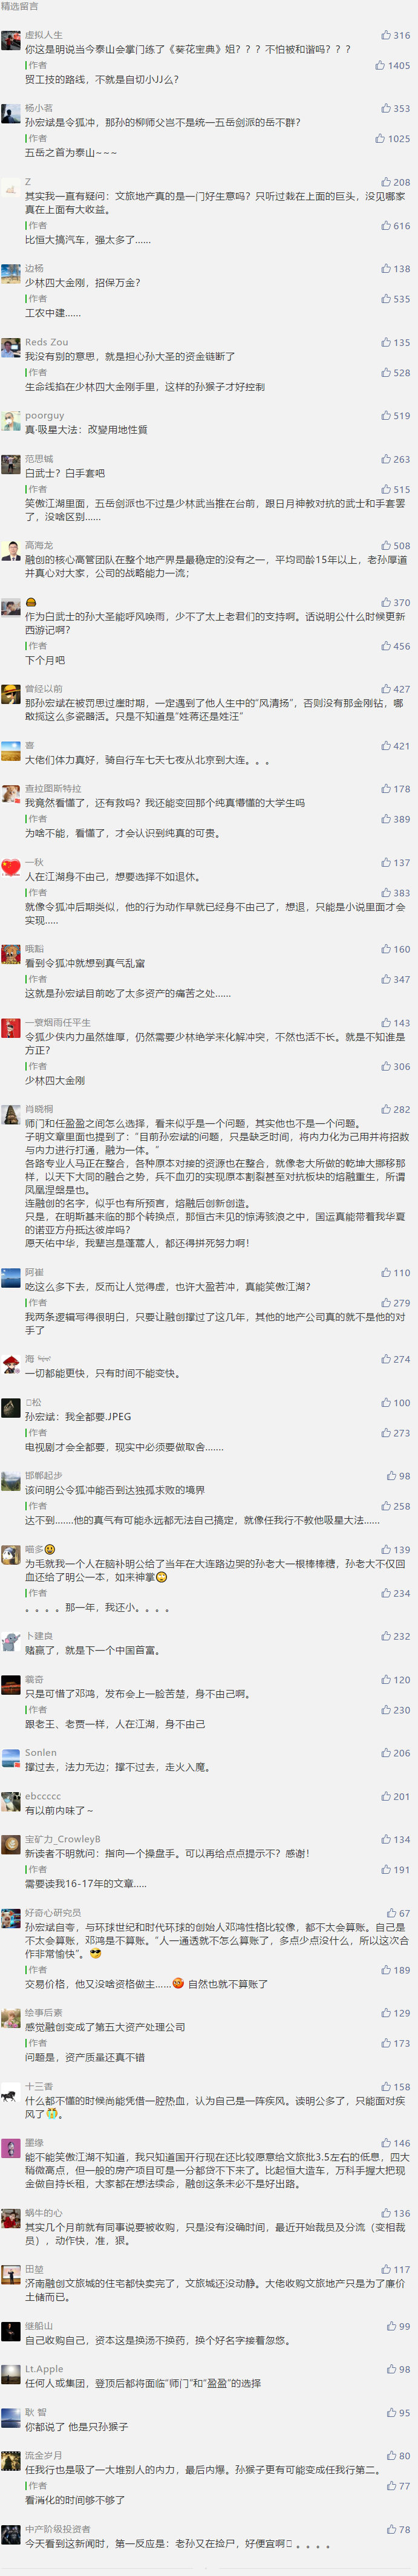 精选留言
虚拟人生
316
你这是明说当今泰山会掌门练了《葵花宝典》姐？？？不怕被和谐吗？？？
作者
1405
贸工技的路线，不就是自切小JJ么？
杨小茗
353
孙宏斌是令狐冲，那孙的柳师父岂不是统一五岳剑派的岳不群？
作者
1025
五岳之首为泰山~~~
Z
208
其实我一直有疑问：文旅地产真的是一门好生意吗？只听过栽在上面的巨头，没见哪家
真在上面有大收益。
作者
616
比恒大搞汽车，强太多了……
边杨
138
少林四大金刚，招保万金？
作者
535
工农中建……
Reds Zou
135
我没有别的意思，就是担心孙大圣的资金链断了
作者
528
生命线掐在少林四大金刚手里，这样的孙猴子才好控制
poorguy
519
真·吸星大法：改變用地性質
范思铖
263
白武士？白手套吧
作者
515
笑傲江湖里面，五岳剑派也不过是少林武当推在台前，跟日月神教对抗的武士和手套罢
了，没啥区别……
高海龙
508
融创的核心高管团队在整个地产界是最稳定的没有之一，平均司龄15年以上，老孙厚道
并真心对大家，公司的战略能力一流；
370
作为白武士的孙大圣能呼风唤雨，少不了太上老君们的支持啊。话说明公什么时候更新
西游记啊？
作者
456
下个月吧
曾经以前
427
那孙宏斌在被罚思过崖时期，一定遇到了他人生中的“风清扬”，否则没有那金刚钻，哪
敢揽这么多瓷器活。只是不知道是“姓蒋还是姓汪”
喜
421
大佬们体力真好，骑自行车七天七夜从北京到大连。。。
查拉图斯特拉
178
我竟然看懂了，还有救吗？我还能变回那个纯真懵懂的大学生吗
作者
389
为啥不能，看懂了，才会认识到纯真的可贵。
一秋
137
人在江湖身不由己，想要选择不如退休。
作者
383
就像令狐冲后期类似，他的行为动作早就已经身不由己了，想退，只能是小说里面才会
实现.....
哦豁
160
看到令狐冲就想到真气乱窜
作者
347
这就是孙宏斌目前吃了太多资产的痛苦之处……
一蓑烟雨任平生
143
令狐少侠内力虽然雄厚，仍然需要少林绝学来化解冲突，不然也活不长。就是不知谁是
方正？
作者
306
少林四大金刚
肖晓桐
282
师门和任盈盈之间怎么选择，看来似乎是一个问题，其实他也不是一个问题。
子明文章里面也提到了：“目前孙宏斌的问题，只是缺乏时间，将内力化为己用并将招数
与内力进行打通，融为一体。”
各路专业人马正在整合，各种原本对接的资源也在整合，就像老大所做的乾坤大挪移那
样，以天下大同的融合之势，兵不血刃的实现原本割裂甚至对抗板块的熔融重生，所谓
凤凰涅槃是也。
连融创的名字，似乎也有所预言，熔融后创新创造。
只是，在明斯基未临的那个转换点，那恒古未见的惊涛骇浪之中，国运真能带着我华夏
的诺亚方舟抵达彼岸吗？
愿天佑中华，我辈岂是蓬蒿人，都还得拼死努力啊！
阿崔
110
吃这么多下去，反而让人觉得虚，也许大盈若冲，真能笑傲江湖？
作者
279
我两条逻辑写得很明白，只要让融创撑过了这几年，其他的地产公司真的就不是他的对
手了
海
274
一切都能更快，只有时间不能变快。
松
100
孙宏斌：我全都要.JPEG
作者
273
电视剧才会全都要，现实中必须要做取舍.......
邯郸起步
98
该问明公令狐冲能否到达独孤求败的境界
作者
258
达不到.......他的真气有可能永远都无法自己搞定，就像任我行不教他吸星大法……
喵多
139
为毛就我一个人在脑补明公给了当年在大连路边哭的孙老大一根棒棒糖，孙老大不仅回
血还给了明公一本，如来神掌
作者
234
。。。。那一年，我还小。。。。
卜建良
232
赌赢了，就是下一个中国首富。
羲奇
120
只是可惜了邓鸿，发布会上一脸苦楚，身不由己啊。
作者
230
跟老王、老贾一样，人在江湖，身不由己
Sonlen
206
撑过去，法力无边；撑不过去，走火入魔。
ebccccc
201
有以前内味了～
宝矿力_CrowleyB
134
新读者不明就问：指向一个操盘手。可以再给点点提示不？感谢！
作者
191
需要读我16-17年的文章.....
好奇心研究员
67
孙宏斌自夸，与环球世纪和时代环球的创始人邓鸿性格比较像，都不太会算账。自己是
不太会算账，邓鸿是不算账。“人一通透就不怎么算账了，多点少点没什么，所以这次合
作非常愉快”。
作者
189
交易价格，他又没啥资格做主…… 自然也就不算账了
绘事后素
129
感觉融创变成了第五大资产处理公司
作者
173
问题是，资产质量还真不错
十三香
158
什么都不懂的时候尚能凭借一腔热血，认为自己是一阵疾风。读明公多了，只能面对疾
风了。
墨缘
146
能不能笑傲江湖不知道，我只知道国开行现在还比较愿意给文旅批3.5左右的低息，四大
稍微高点，但一般的房产项目可是一分都贷不下来了。比起恒大造车，万科手握大把现
金做自持长租，大家都在想法续命，融创这条未必不是好出路。
蜗牛的心
136
其实几个月前就有同事说要被收购，只是没有没确时间，最近开始裁员及分流（变相裁
员），动作快，准，狠。
田堃
117
济南融创文旅城的住宅都快卖完了，文旅城还没动静。大佬收购文旅地产只是为了廉价
土储而已。
继船山
99
自己收购自己，资本这是换汤不换药，换个好名字接着忽悠。
Lt.Apple
98
任何人或集团，登顶后都将面临“师门”和“盈盈”的选择
耿 智
95
你都说了 他是只孙猴子
流金岁月
80
任我行也是吸了一大堆别人的内力，最后内爆。孙猴子更有可能变成任我行第二。
作者
77
看消化的时间够不够了
中产阶级投资者
78
今天看到这新闻时，第一反应是：老孙又在捡尸，好便宜啊 。。。。